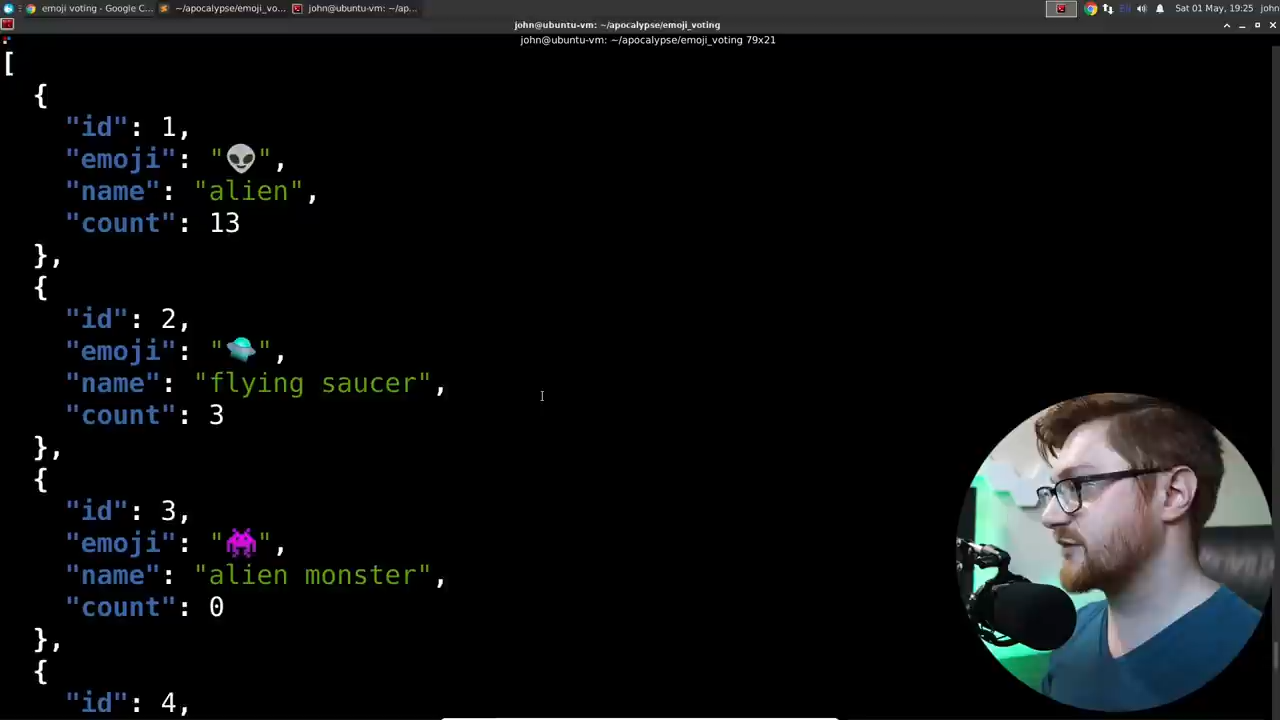 emoji voting - Google C...
~/apocalypse/emoji_vo...
john@ubuntu-vm: ~/ap...
Sat 01 May, 19:25
john
john@ubuntu-vm: ~/apocalypse/emoji_voting
john@ubuntu-vm: ~/apocalypse/emoji_voting 79x21
[
{
"id": 1,
"emoji": "👽",
"name": "alien",
"count": 13
},
{
"id": 2,
"emoji": "🛸",
"name": "flying saucer",
"count": 3
},
{
"id": 3,
"emoji": "👾",
"name": "alien monster",
"count": 0
},
{
"id": 4,